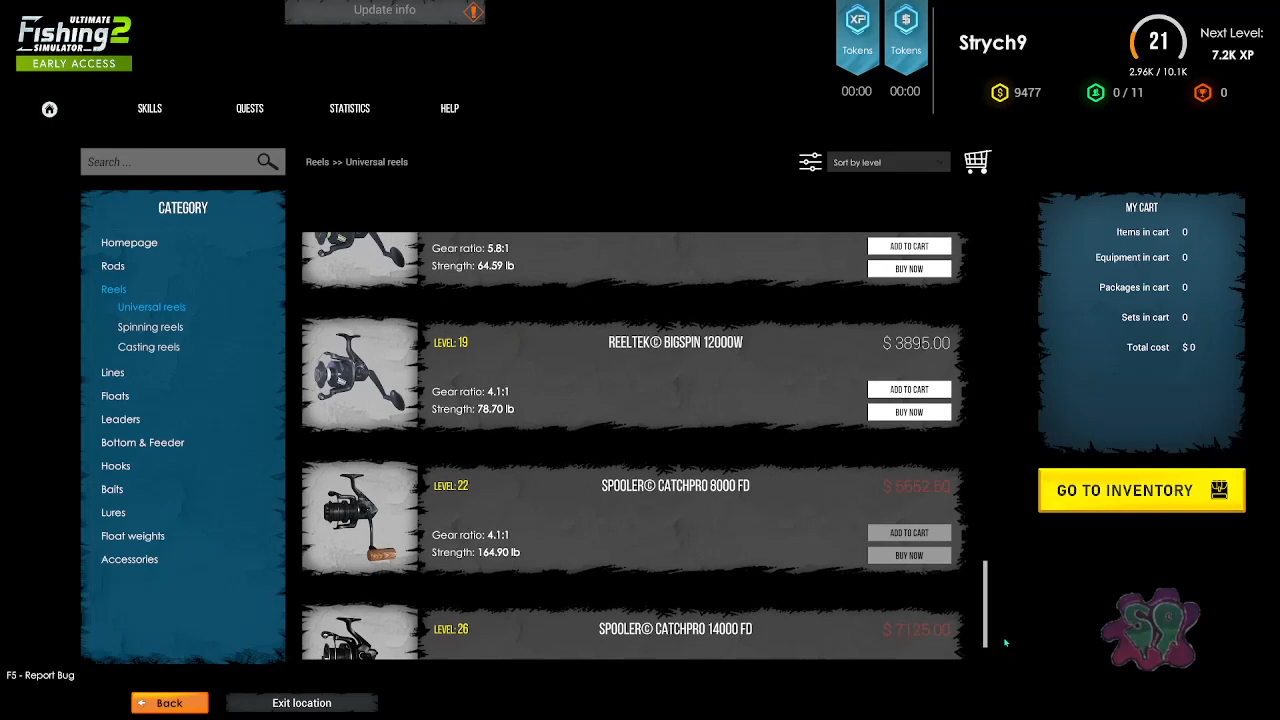 Update info
ULTIMATE
Fishing 2
SIMULATOR
EARLY ACCESS
XP
Tokens
00:00
$
Tokens
00:00
Strych9
21
2.96K / 10.1K
Next Level:
7.2K XP
9477
0 / 11
0
SKILLS
QUESTS
STATISTICS
HELP
Search ...
Reels >> Universal reels
Sort by level
CATEGORY
Homepage
Rods
Reels
Universal reels
Spinning reels
Casting reels
Lines
Floats
Leaders
Bottom & Feeder
Hooks
Baits
Lures
Float weights
Accessories
Gear ratio: 5.8:1
Strength: 64.59 lb
ADD TO CART
BUY NOW
LEVEL: 19
REELTEK© BIGSPIN 12000W
$ 3895.00
Gear ratio: 4.1:1
Strength: 78.70 lb
ADD TO CART
BUY NOW
LEVEL: 22
SPOOLER© CATCHPRO 8000 FD
$ 5652.50
Gear ratio: 4.1:1
Strength: 164.90 lb
ADD TO CART
BUY NOW
LEVEL: 26
SPOOLER© CATCHPRO 14000 FD
$ 7125.00
MY CART
Items in cart 0
Equipment in cart 0
Packages in cart 0
Sets in cart 0
Total cost $ 0
GO TO INVENTORY
S9
F5 - Report Bug
Back
Exit location